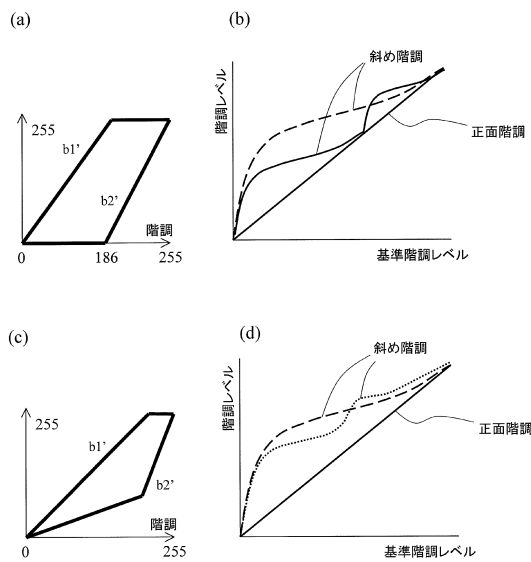 (a)
255
b1’
b2’
階調
0
186
255
(b)
階調レベル
斜め階調
正面階調
基準階調レベル
(c)
255
b1’
b2’
階調
0
255
(d)
階調レベル
斜め階調
正面階調
基準階調レベル